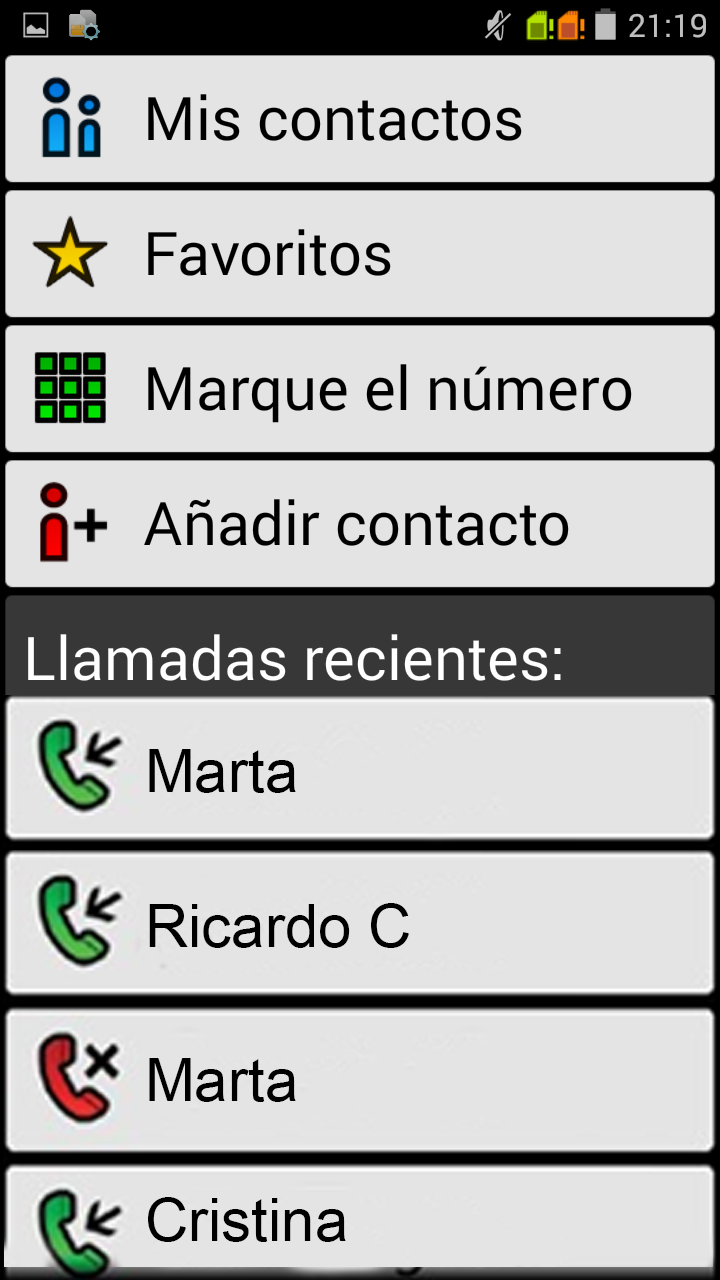 21:19
Mis contactos
Favoritos
Marque el número
Añadir contacto
Llamadas recientes:
Marta
Ricardo C
Marta
Cristina